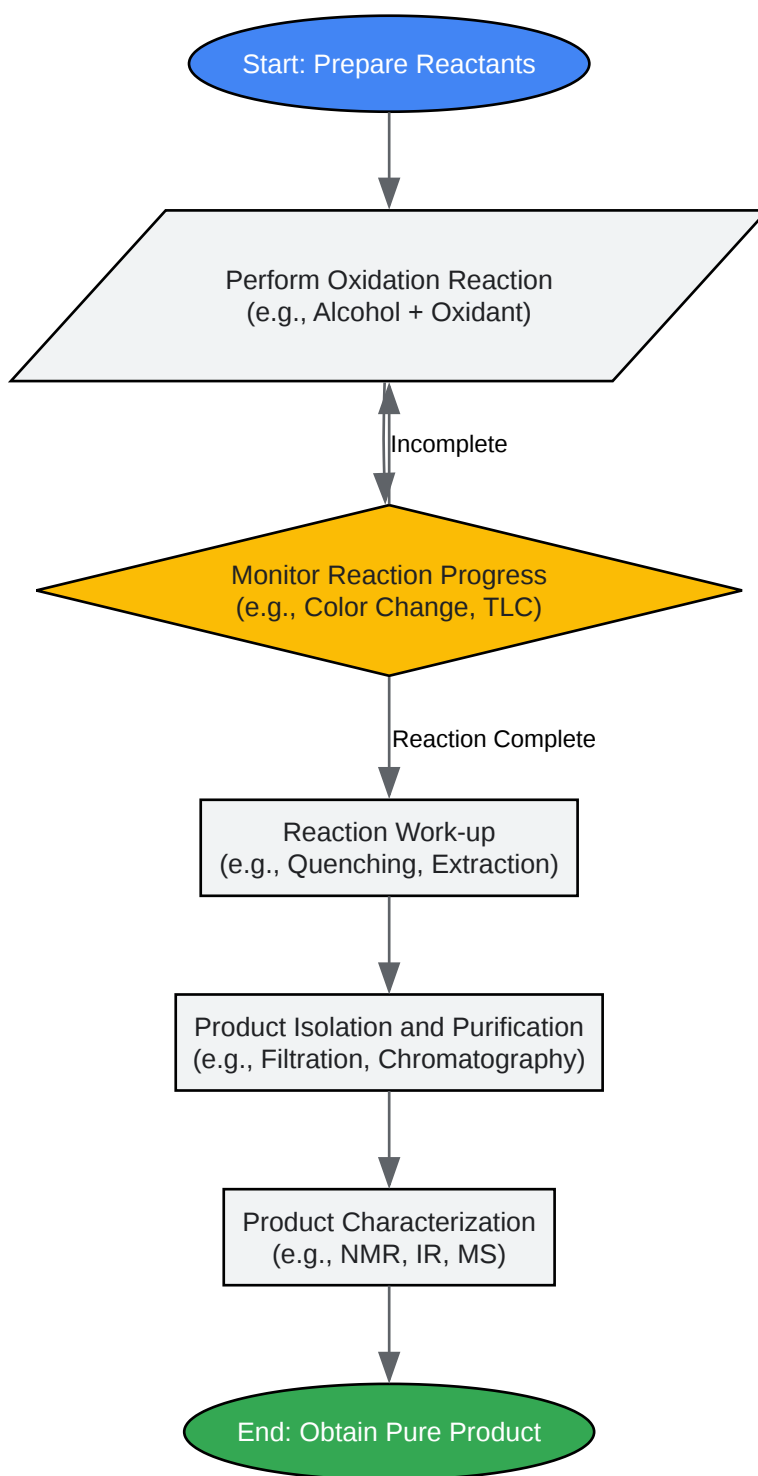 Start: Prepare Reactants
Perform Oxidation Reaction
(e.g., Alcohol + Oxidant)
Incomplete
Monitor Reaction Progress
(e.g., Color Change, TLC)
Reaction Complete
Reaction Work-up
(e.g., Quenching, Extraction)
Product Isolation and Purification
(e.g., Filtration, Chromatography)
Product Characterization
(e.g., NMR, IR, MS)
End: Obtain Pure Product